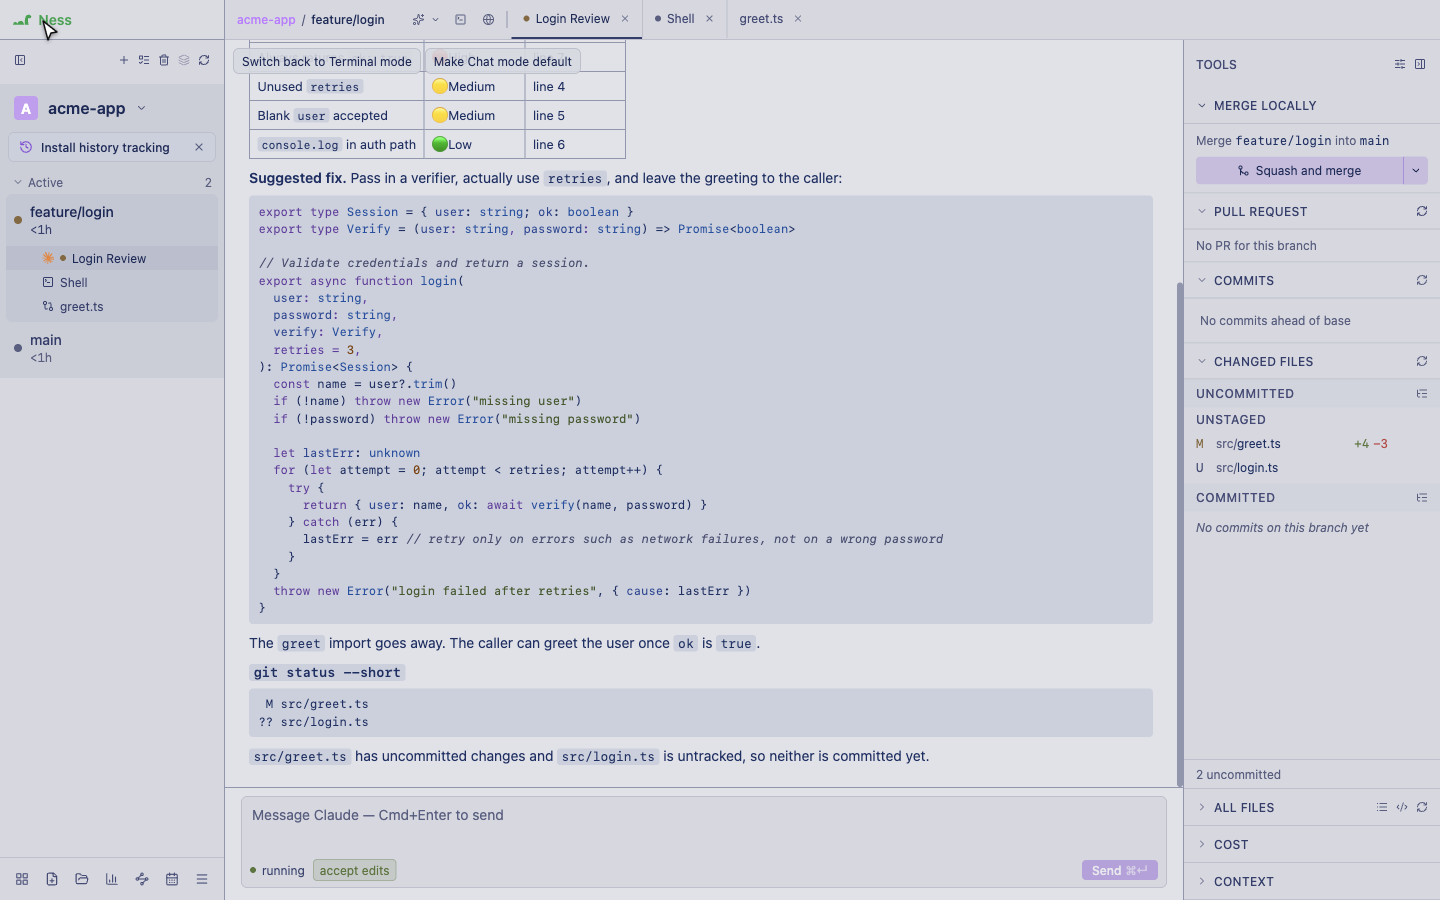 Ness
acme-app / feature/login
Login Review
Shell
greet.ts
A acme-app
Install history tracking
Active 2
feature/login
<1h
Login Review
Shell
greet.ts
main
<1h
Switch back to Terminal mode
Make Chat mode default
Unused retries Medium line 4
Blank user accepted Medium line 5
console.log in auth path Low line 6
Suggested fix. Pass in a verifier, actually use retries, and leave the greeting to the caller:
export type Session = { user: string; ok: boolean }
export type Verify = (user: string, password: string) => Promise<boolean>
// Validate credentials and return a session.
export async function login(
user: string,
password: string,
verify: Verify,
retries = 3,
): Promise<Session> {
const name = user?.trim()
if (!name) throw new Error("missing user")
if (!password) throw new Error("missing password")
let lastErr: unknown
for (let attempt = 0; attempt < retries; attempt++) {
try {
return { user: name, ok: await verify(name, password) }
} catch (err) {
lastErr = err // retry only on errors such as network failures, not on a wrong password
}
}
throw new Error("login failed after retries", { cause: lastErr })
}
The greet import goes away. The caller can greet the user once ok is true.
git status --short
M src/greet.ts
?? src/login.ts
src/greet.ts has uncommitted changes and src/login.ts is untracked, so neither is committed yet.
Message Claude — Cmd+Enter to send
running accept edits
Send ⌘↵
TOOLS
MERGE LOCALLY
Merge feature/login into main
Squash and merge
PULL REQUEST
No PR for this branch
COMMITS
No commits ahead of base
CHANGED FILES
UNCOMMITTED
UNSTAGED
M src/greet.ts +4 −3
U src/login.ts
COMMITTED
No commits on this branch yet
2 uncommitted
ALL FILES
COST
CONTEXT